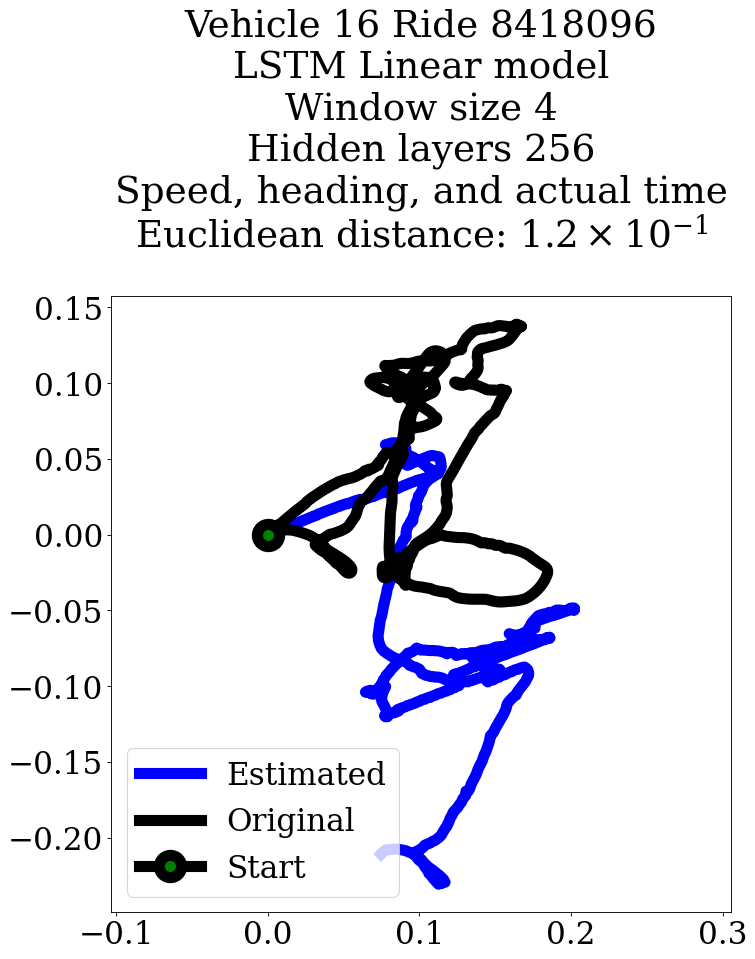 Vehicle 16 Ride 8418096
LSTM Linear model
Window size 4
Hidden layers 256
Speed, heading, and actual time
Euclidean distance: 1.2 × 10⁻¹
0.15
0.10
0.05
0.00
−0.05
−0.10
−0.15
−0.20
Estimated
Original
Start
−0.1 0.0 0.1 0.2 0.3